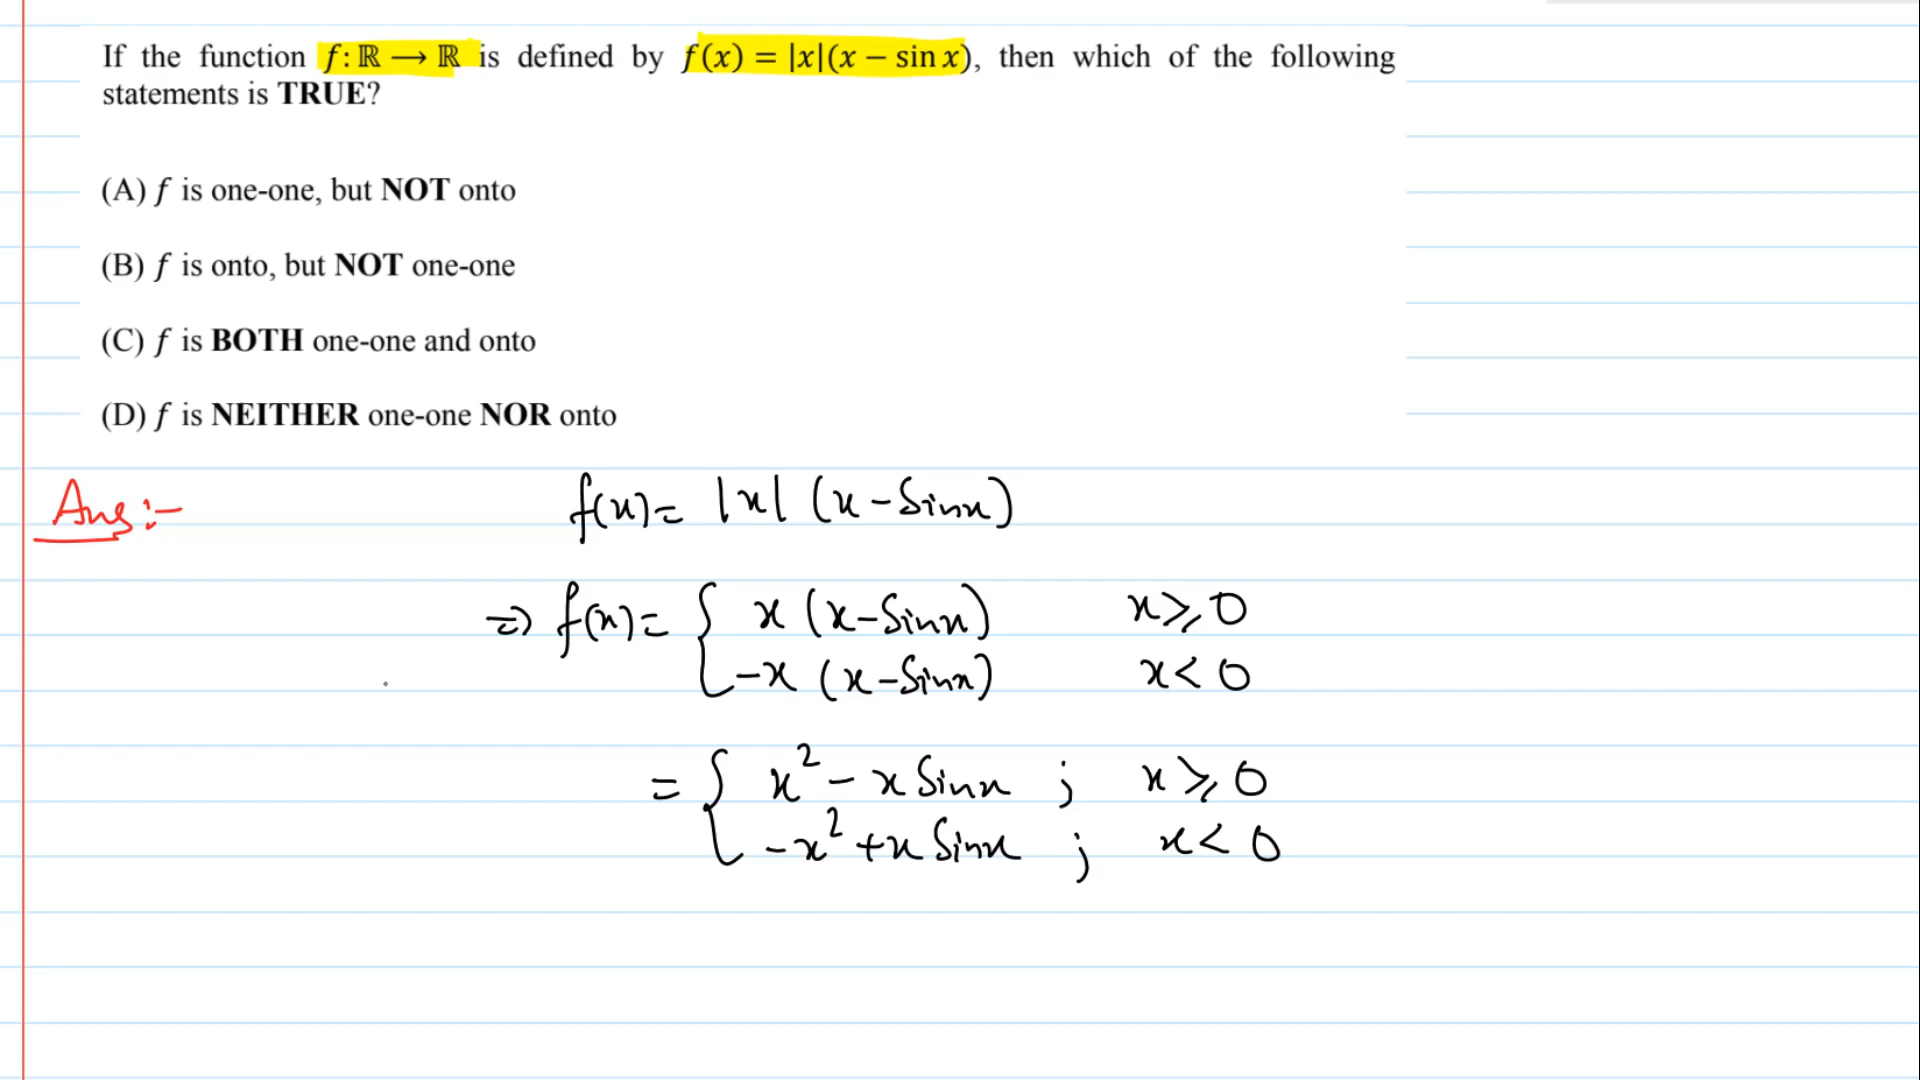 If the function f: ℝ → ℝ is defined by f(x) = |x|(x − sin x), then which of the following
statements is TRUE?
(A) f is one-one, but NOT onto
(B) f is onto, but NOT one-one
(C) f is BOTH one-one and onto
(D) f is NEITHER one-one NOR onto
Ans :-
f(x) = |x| (x - Sinx)
⇒ f(x) = { x (x - Sinx) x ≥ 0
-x (x - Sinx) x < 0
= { x² - x Sinx ; x ≥ 0
-x² + x Sinx ; x < 0